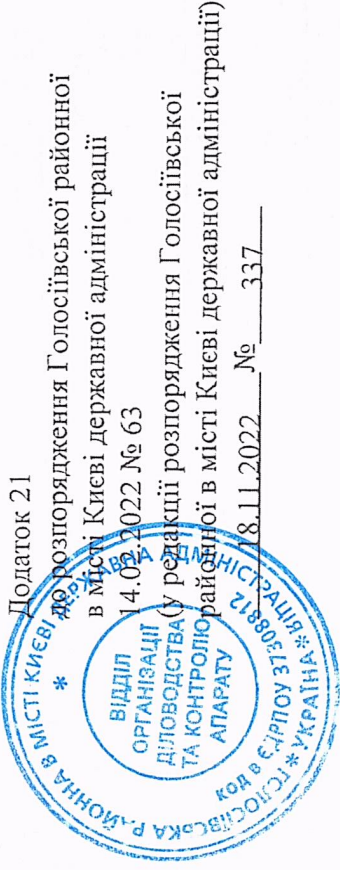 Додаток 21
до розпорядження Голосіївської районної
в місті Києві державної адміністрації
14.02.2022 № 63
(у редакції розпорядження Голосіївської
районної в місті Києві державної адміністрації)
18.11.2022 № 337
ГОЛОСІЇВСЬКА РАЙОННА В МІСТІ КИЄВІ ДЕРЖАВНА АДМІНІСТРАЦІЯ * УКРАЇНА *
код в ЄДРПОУ 37308812
ВІДДІЛ
ОРГАНІЗАЦІЇ
ДІЛОВОДСТВА
ТА КОНТРОЛЮ
АПАРАТУ